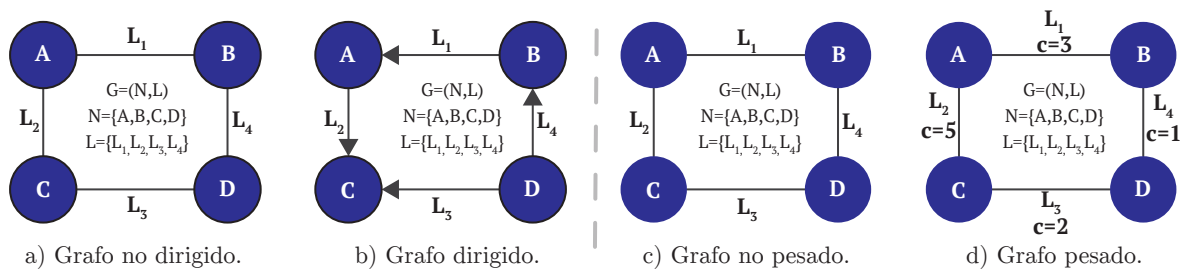 A
L₁
B
G=(N,L)
N={A,B,C,D}
L={L₁,L₂,L₃,L₄}
L₂
L₄
C
L₃
D
a) Grafo no dirigido.
A
L₁
B
G=(N,L)
N={A,B,C,D}
L={L₁,L₂,L₃,L₄}
L₂
L₄
C
L₃
D
b) Grafo dirigido.
A
L₁
B
G=(N,L)
N={A,B,C,D}
L={L₁,L₂,L₃,L₄}
L₂
L₄
C
L₃
D
c) Grafo no pesado.
A
L₁
c=3
B
G=(N,L)
N={A,B,C,D}
L={L₁,L₂,L₃,L₄}
L₂
c=5
L₄
c=1
C
L₃
c=2
D
d) Grafo pesado.